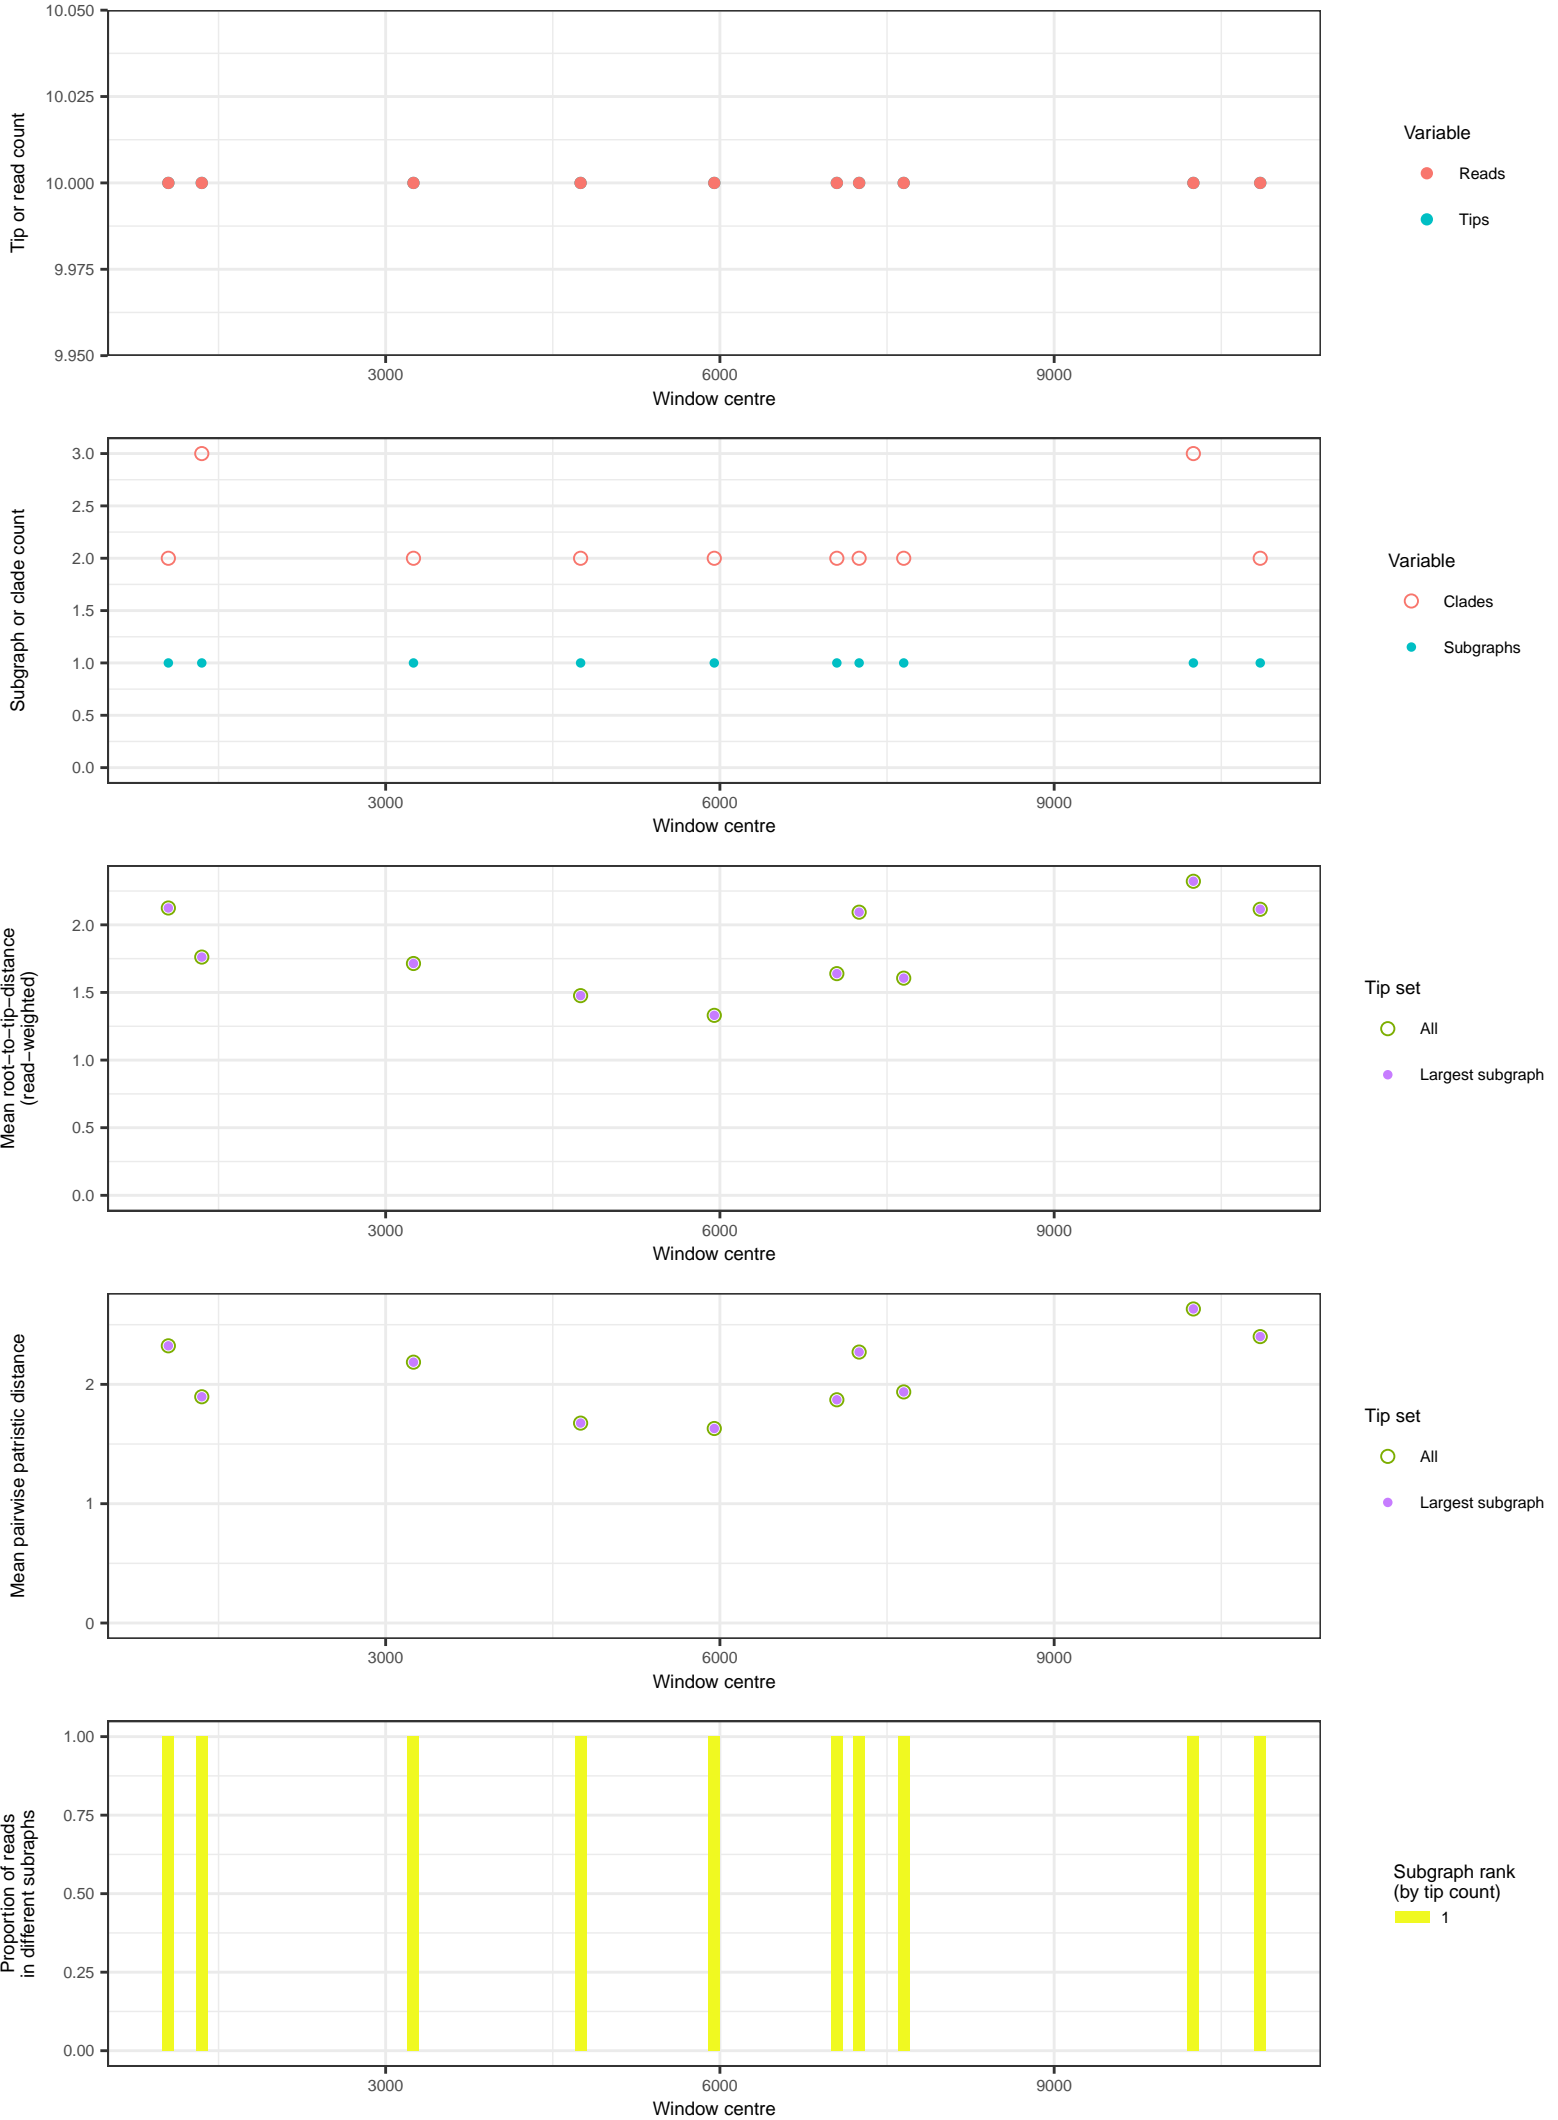 10.050
10.025
10.000
9.975
9.950
Tip or read count
3000
6000
9000
Window centre
Variable
Reads
Tips
3.0
2.5
2.0
1.5
1.0
0.5
0.0
Subgraph or clade count
3000
6000
9000
Window centre
Variable
Clades
Subgraphs
2.0
1.5
1.0
0.5
0.0
Mean root−to−tip−distance
(read−weighted)
3000
6000
9000
Window centre
Tip set
All
Largest subgraph
2
1
0
Mean pairwise patristic distance
3000
6000
9000
Window centre
Tip set
All
Largest subgraph
1.00
0.75
0.50
0.25
0.00
Proportion of reads
in different subraphs
3000
6000
9000
Window centre
Subgraph rank
(by tip count)
1